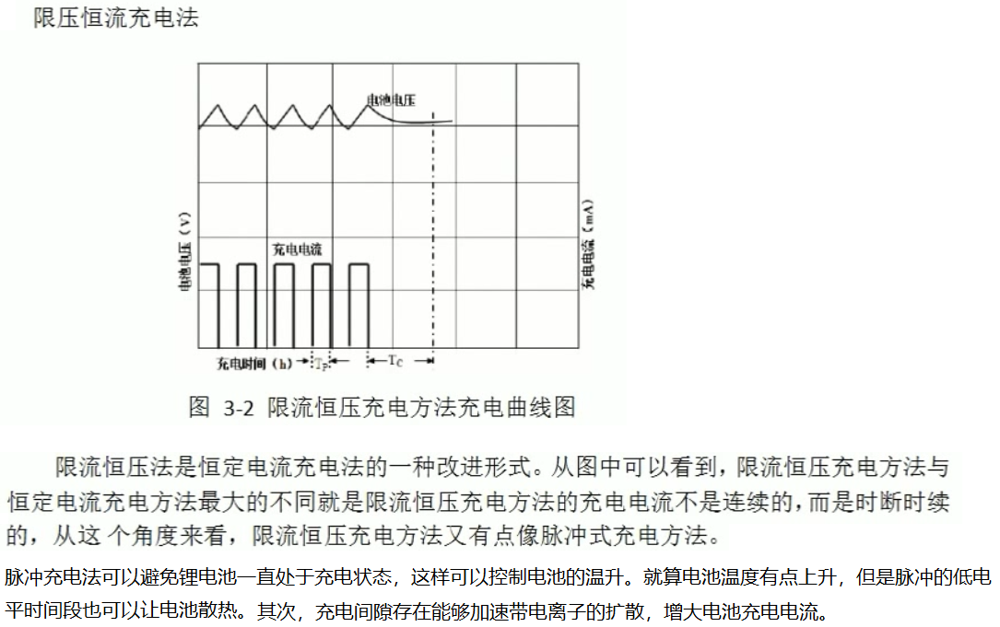 限压恒流充电法
电池电压
电池电压（V）
充电电流（mA）
充电电流
充电时间（h） Tp Tc
图 3-2 限流恒压充电方法充电曲线图
限流恒压法是恒定电流充电法的一种改进形式。从图中可以看到，限流恒压充电方法与
恒定电流充电方法最大的不同就是限流恒压充电方法的充电电流不是连续的，而是时断时续
的，从这 个角度来看，限流恒压充电方法又有点像脉冲式充电方法。
脉冲充电法可以避免锂电池一直处于充电状态，这样可以控制电池的温升。就算电池温度有点上升，但是脉冲的低电
平时间段也可以让电池散热。其次，充电间隙存在能够加速带电离子的扩散，增大电池充电电流。